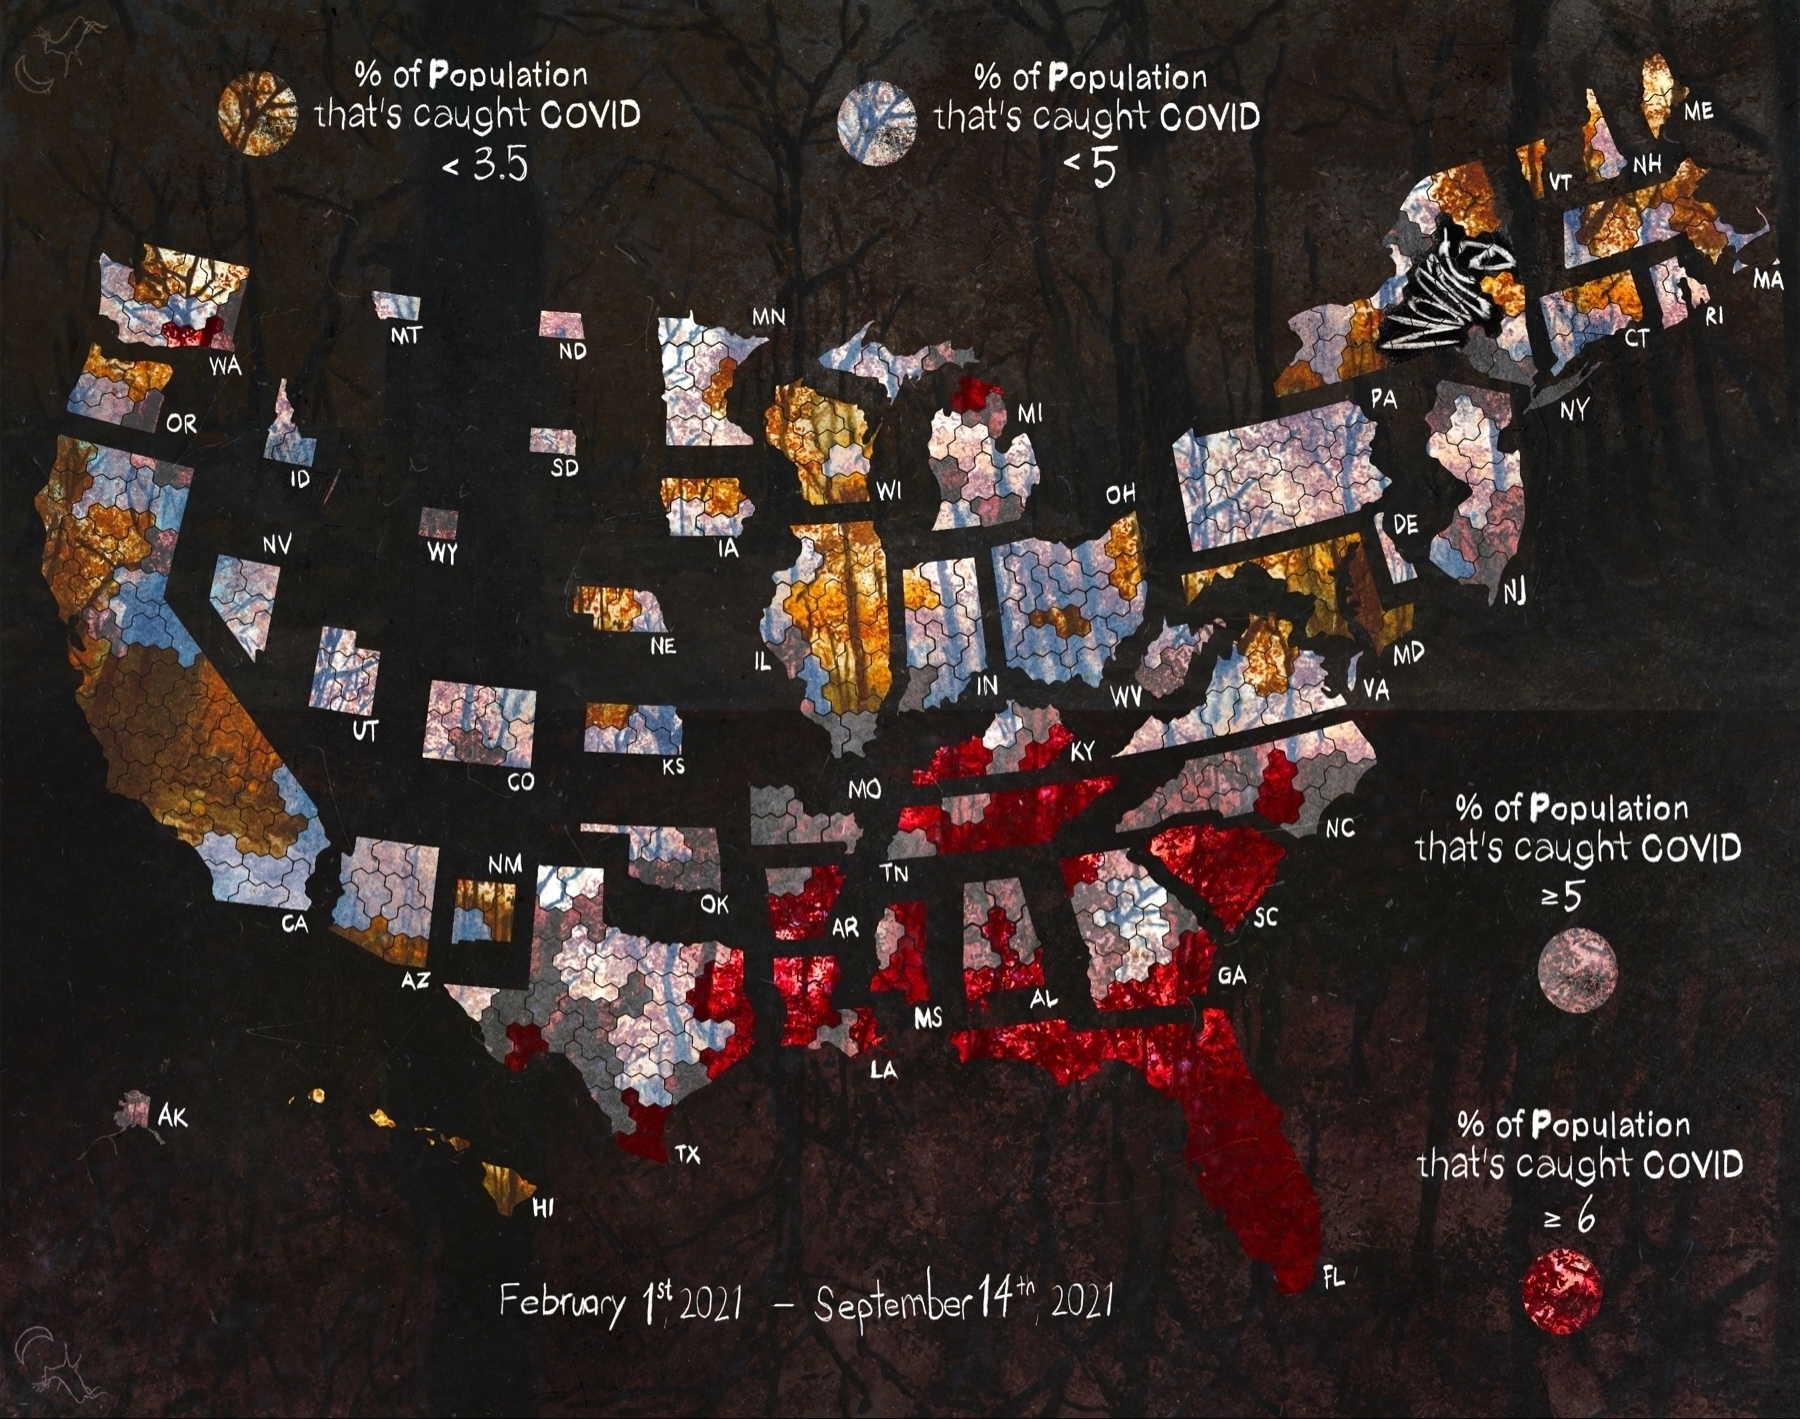 % of Population
that's caught COVID
< 3.5
% of Population
that's caught COVID
< 5
ME
NH
VT
MA
RI
CT
NY
PA
NJ
DE
MD
VA
WV
OH
MI
WI
MN
IA
IL
IN
KY
NC
TN
SC
GA
AL
MS
FL
LA
AR
MO
OK
TX
KS
NE
SD
ND
MT
WY
CO
NM
UT
AZ
NV
ID
WA
OR
CA
AK
HI
% of Population
that's caught COVID
≥ 5
% of Population
that's caught COVID
≥ 6
February 1st, 2021 – September 14th, 2021